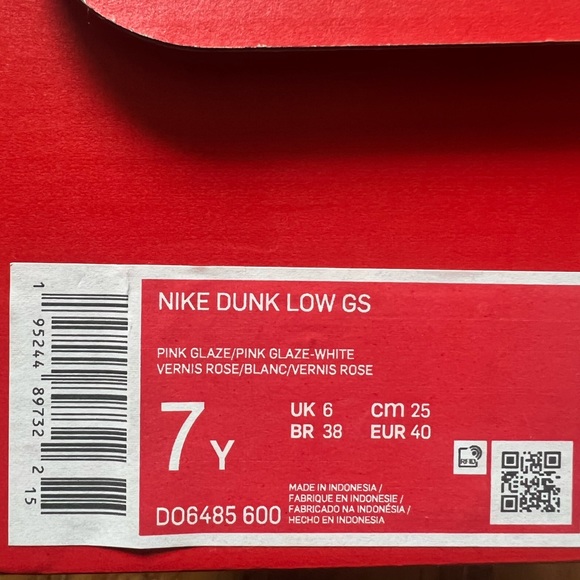 NIKE DUNK LOW GS
PINK GLAZE/PINK GLAZE-WHITE
VERNIS ROSE/BLANC/VERNIS ROSE
7 Y
UK 6 cm 25
BR 38 EUR 40
DO6485 600
MADE IN INDONESIA /
FABRIQUE EN INDONESIE /
FABRICADO NA INDONÉSIA /
HECHO EN INDONESIA
RFID
1 95244 89732 2 15